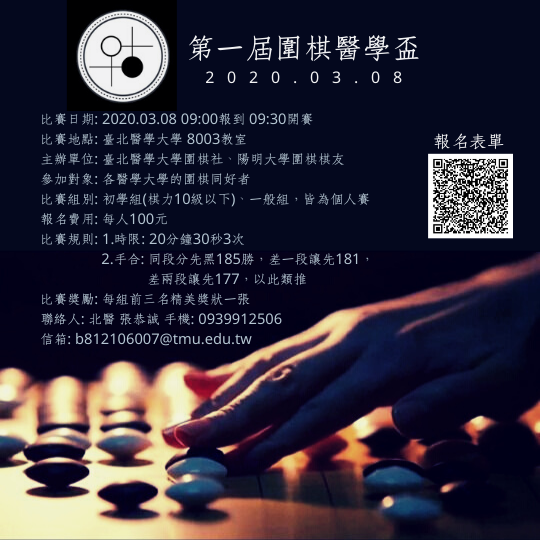 第一屆圍棋醫學盃
2020.03.08
比賽日期: 2020.03.08 09:00報到 09:30開賽
比賽地點: 臺北醫學大學 8003教室
主辦單位: 臺北醫學大學圍棋社、陽明大學圍棋棋友
參加對象: 各醫學大學的圍棋同好者
比賽組別: 初學組(棋力10級以下)、一般組，皆為個人賽
報名費用: 每人100元
比賽規則: 1.時限: 20分鐘30秒3次
2.手合: 同段分先黑185勝，差一段讓先181，
差兩段讓先177，以此類推
比賽獎勵: 每組前三名精美獎狀一張
聯絡人: 北醫 張恭誠 手機: 0939912506
信箱: b812106007@tmu.edu.tw
報名表單